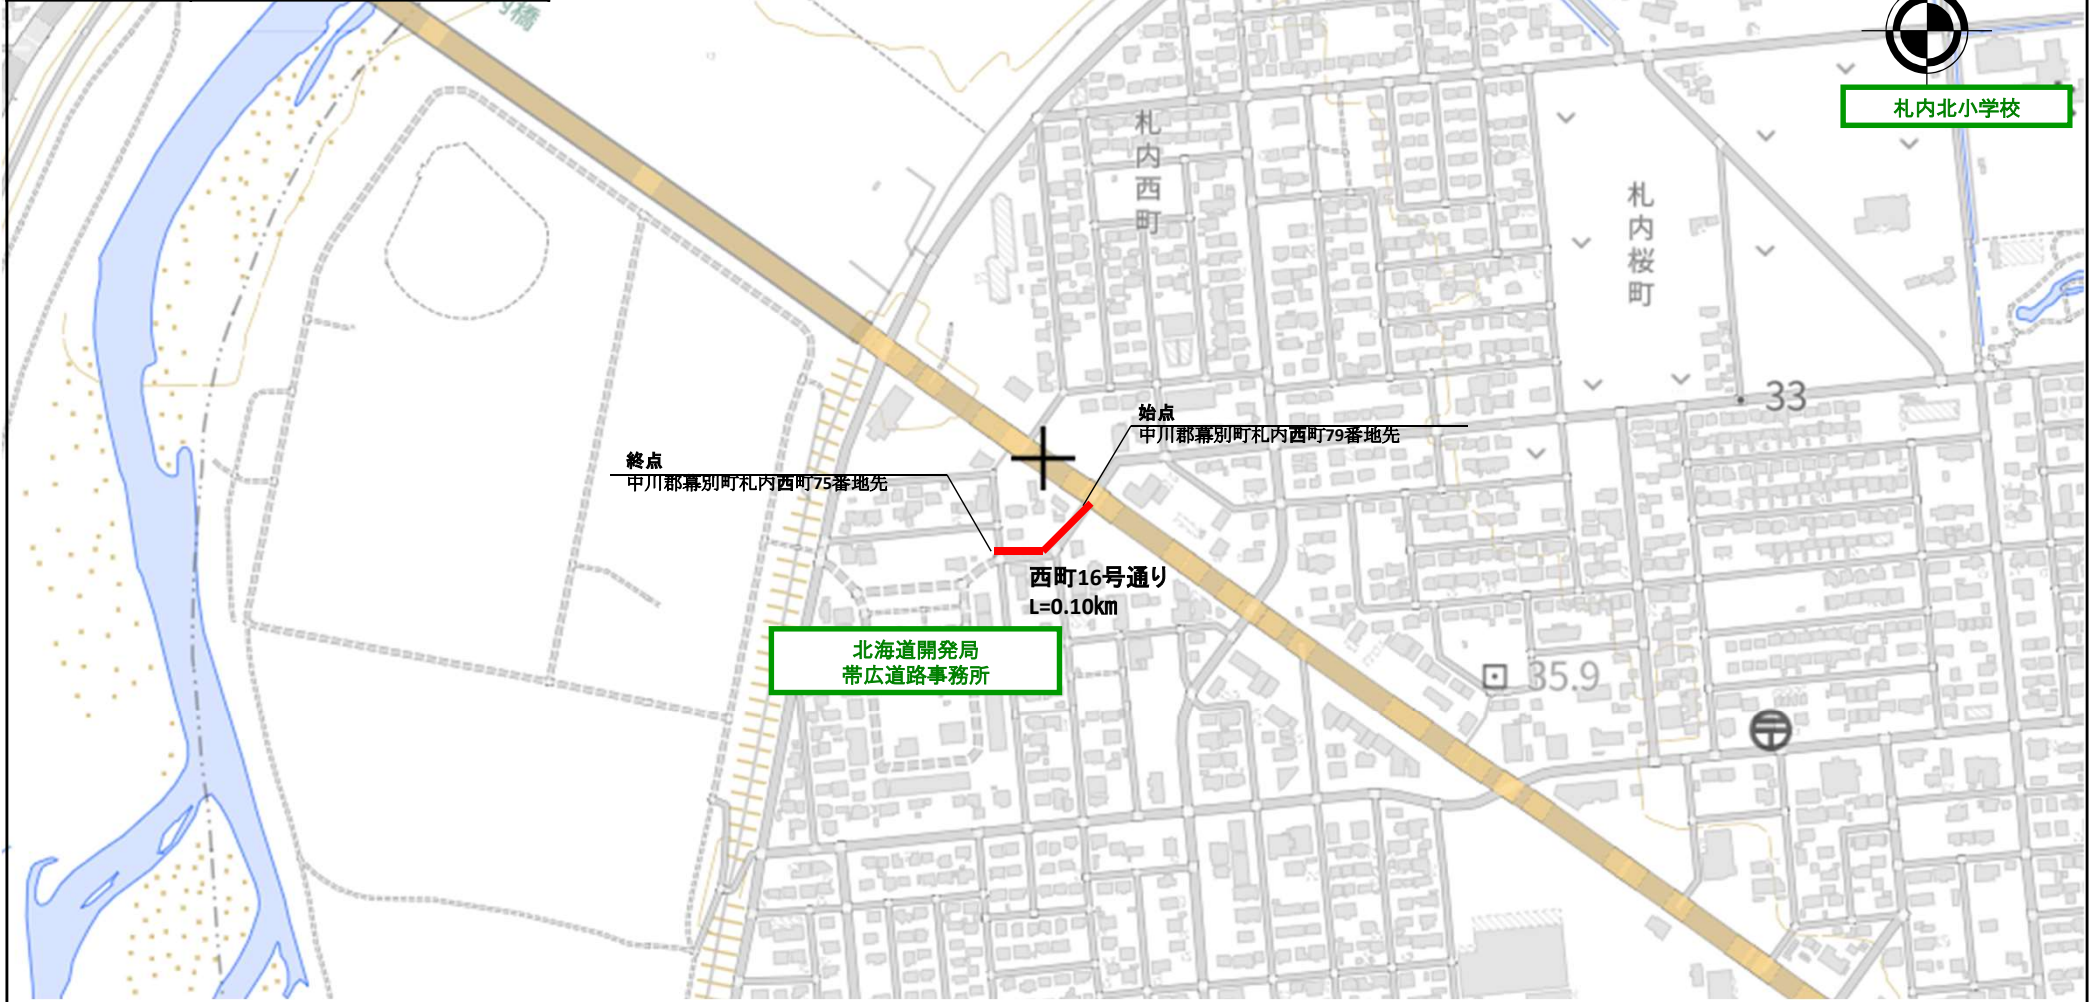 札内北小学校
札内西町
札内桜町
33
始点
中川郡幕別町札内西町79番地先
終点
中川郡幕別町札内西町75番地先
西町16号通り
L=0.10km
北海道開発局
帯広道路事務所
35.9